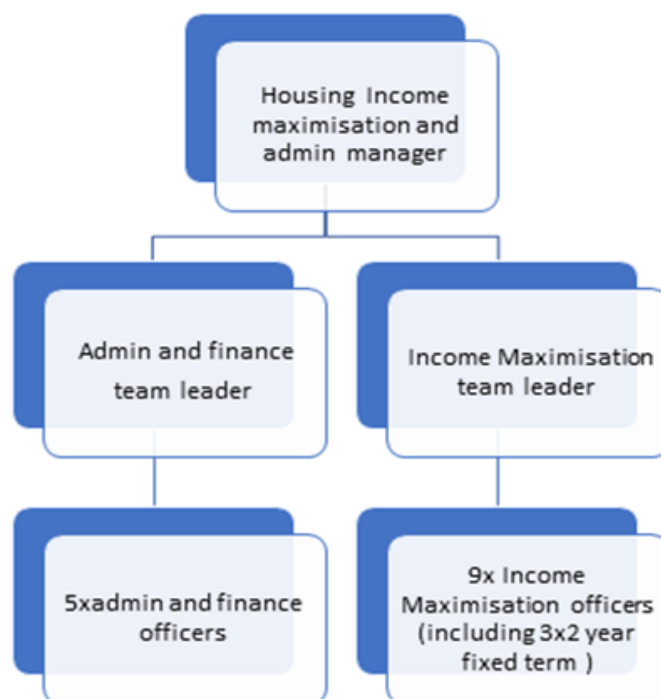 Housing Income
maximisation and
admin manager
Admin and finance
team leader
Income Maximisation
team leader
5xadmin and finance
officers
9x Income
Maximisation officers
(including 3x2 year
fixed term )